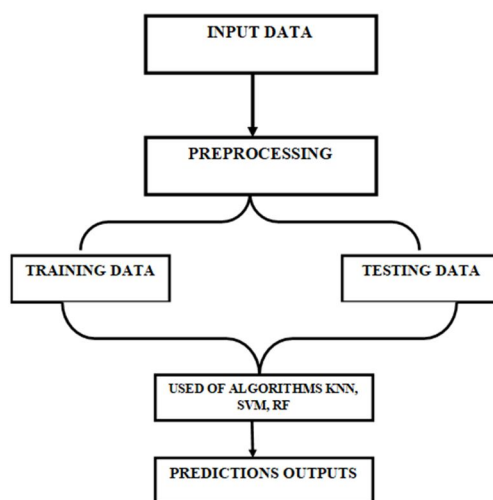 INPUT DATA
PREPROCESSING
TRAINING DATA
TESTING DATA
USED OF ALGORITHMS KNN,
SVM, RF
PREDICTIONS OUTPUTS